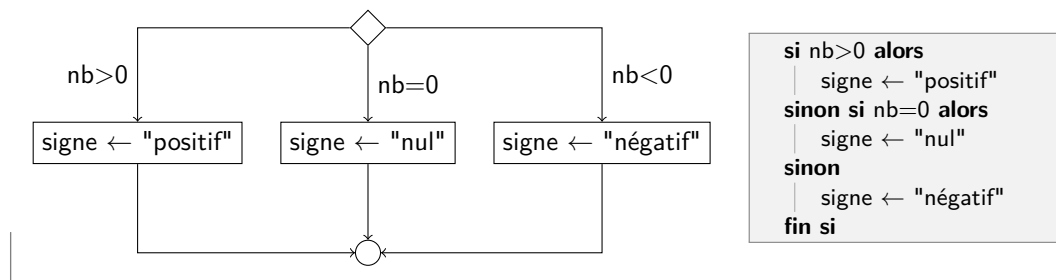 nb>0
nb=0
nb<0
signe ← "positif"
signe ← "nul"
signe ← "négatif"
si nb>0 alors
signe ← "positif"
sinon si nb=0 alors
signe ← "nul"
sinon
signe ← "négatif"
fin si